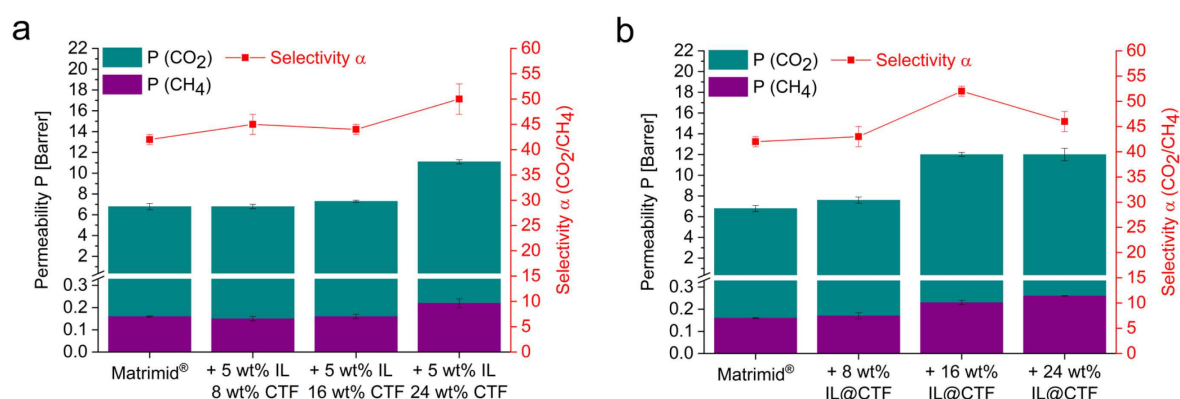 a
Permeability P [Barrer]
22
20
18
16
14
12
10
8
6
4
2
0.3
0.2
0.1
0.0
P (CO₂)
P (CH₄)
Selectivity α
60
55
50
45
40
35
30
25
20
15
10
5
0
Selectivity α (CO₂/CH₄)
Matrimid®
+ 5 wt% IL
8 wt% CTF
+ 5 wt% IL
16 wt% CTF
+ 5 wt% IL
24 wt% CTF
b
Permeability P [Barrer]
22
20
18
16
14
12
10
8
6
4
2
0.3
0.2
0.1
0.0
P (CO₂)
P (CH₄)
Selectivity α
60
55
50
45
40
35
30
25
20
15
10
5
0
Selectivity α (CO₂/CH₄)
Matrimid®
+ 8 wt%
IL@CTF
+ 16 wt%
IL@CTF
+ 24 wt%
IL@CTF